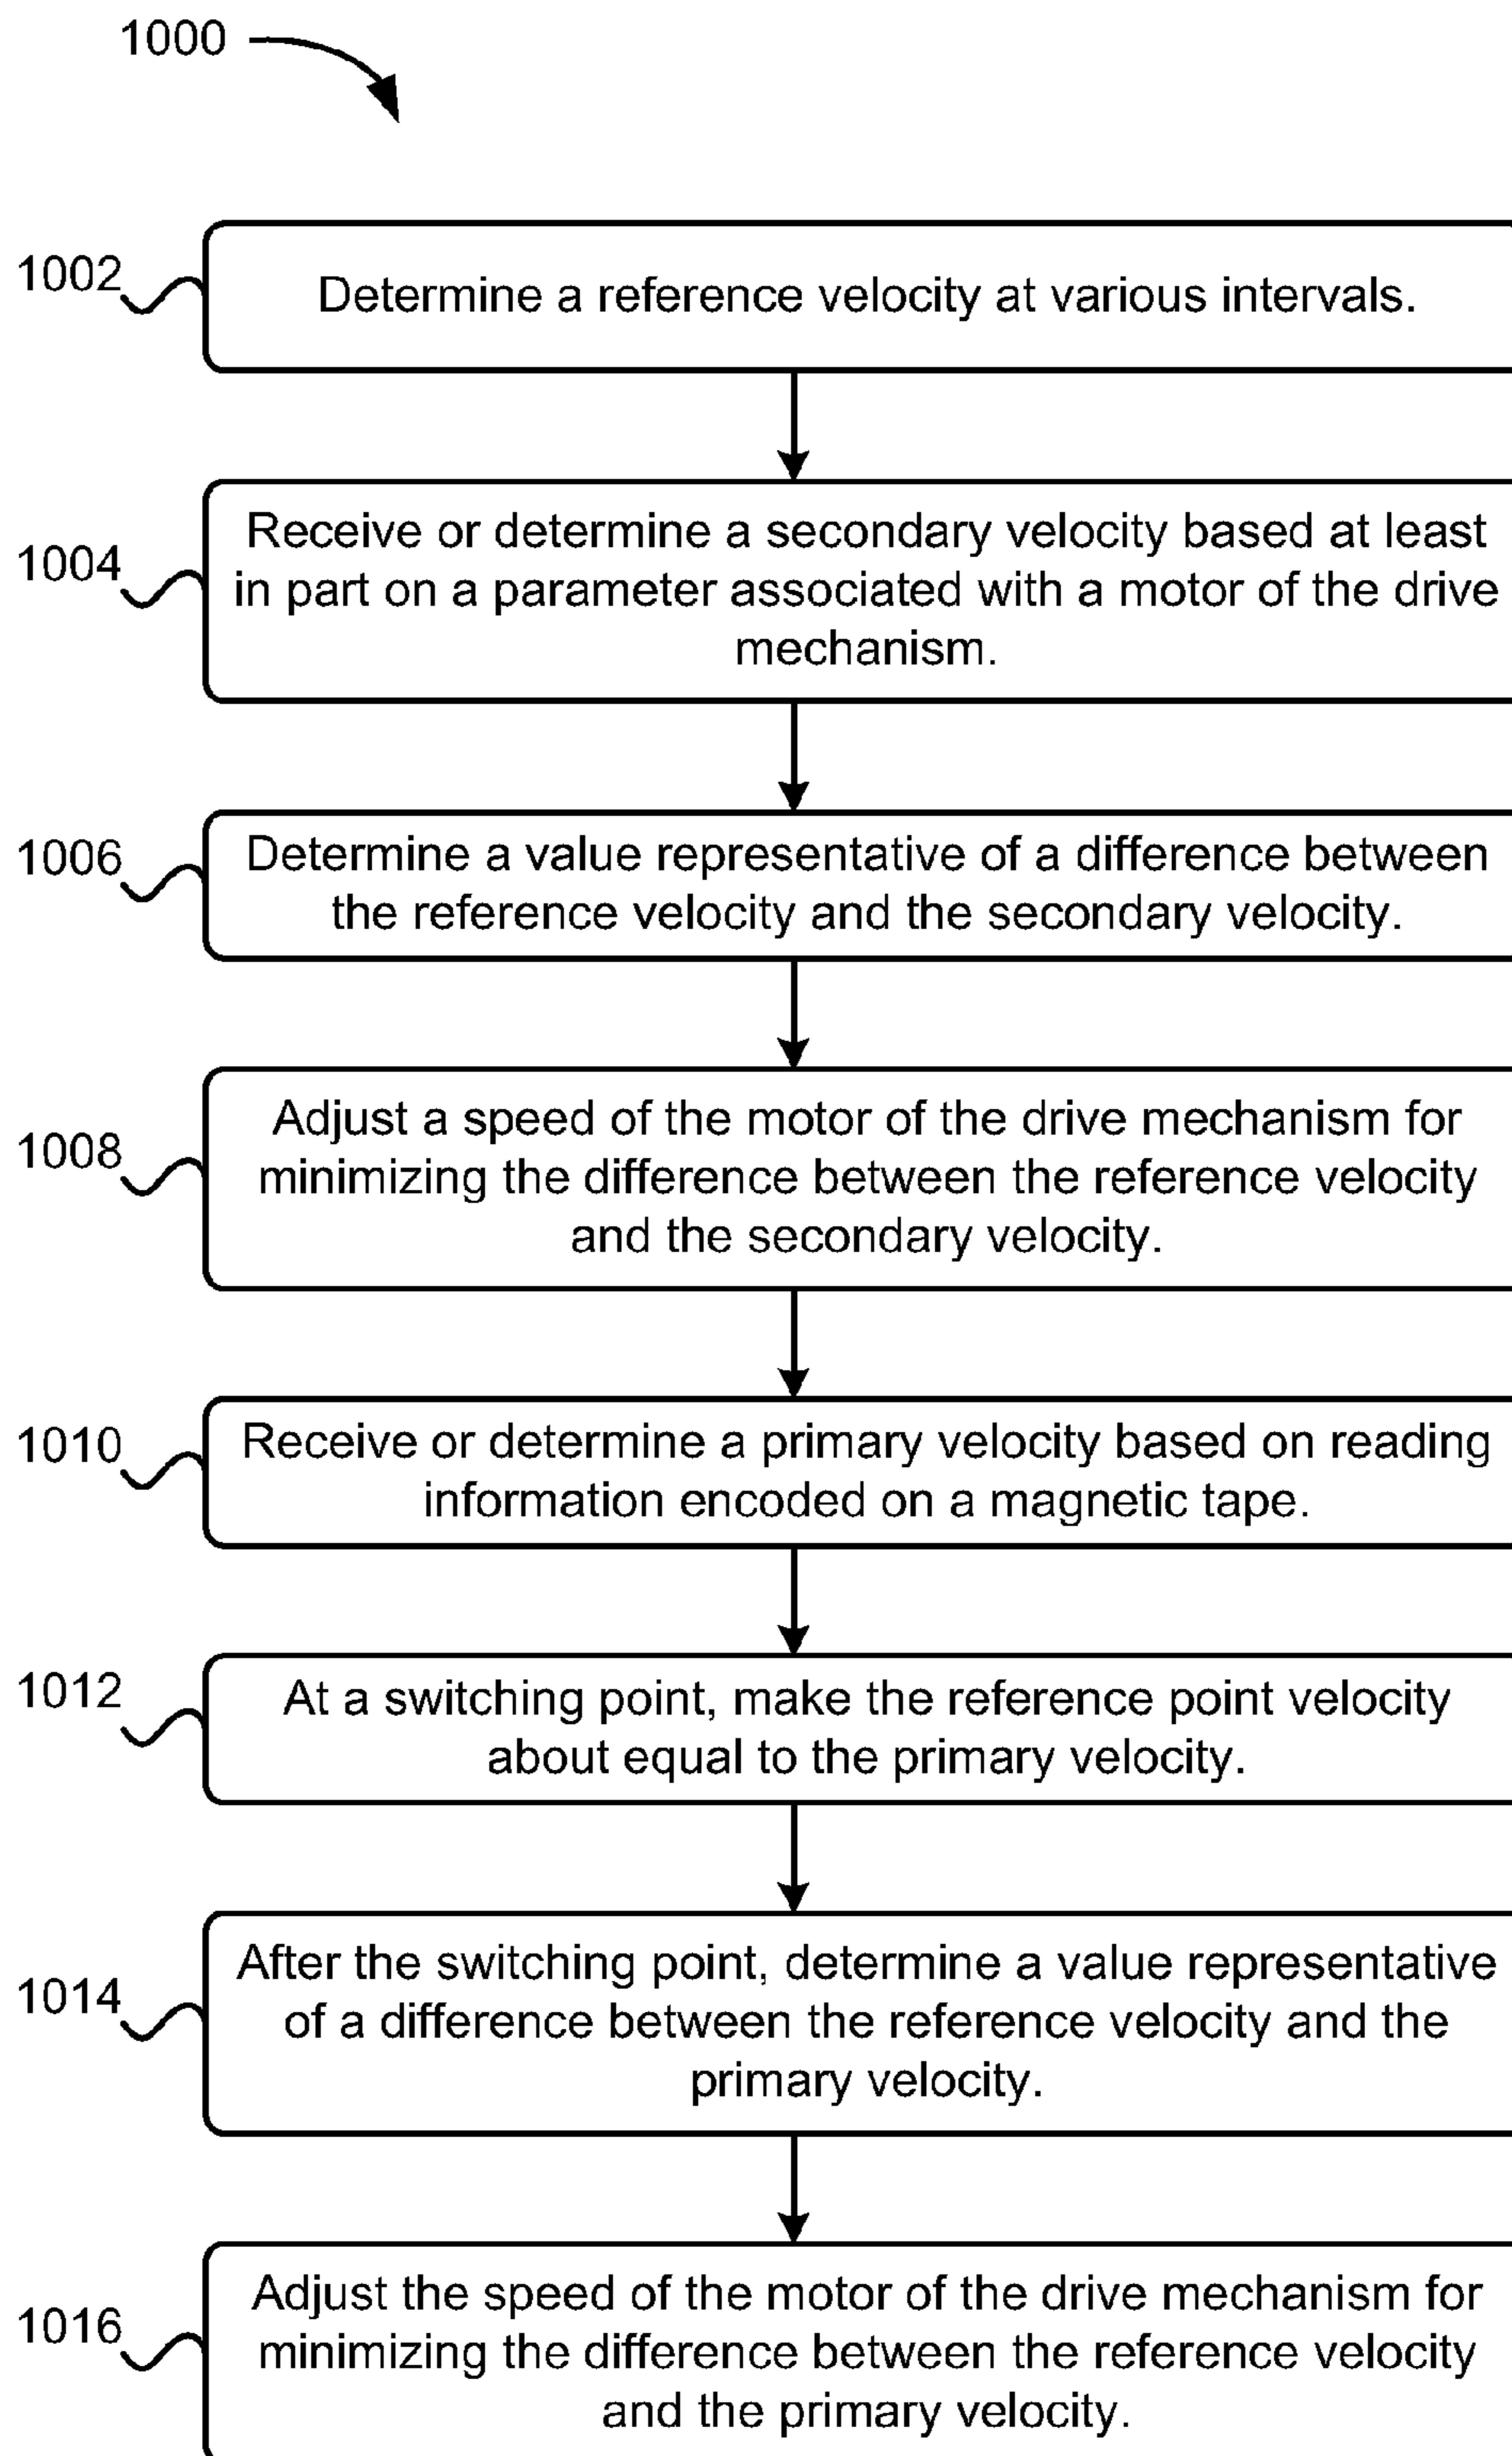 1000
1002
Determine a reference velocity at various intervals.
1004
Receive or determine a secondary velocity based at least
in part on a parameter associated with a motor of the drive
mechanism.
1006
Determine a value representative of a difference between
the reference velocity and the secondary velocity.
1008
Adjust a speed of the motor of the drive mechanism for
minimizing the difference between the reference velocity
and the secondary velocity.
1010
Receive or determine a primary velocity based on reading
information encoded on a magnetic tape.
1012
At a switching point, make the reference point velocity
about equal to the primary velocity.
1014
After the switching point, determine a value representative
of a difference between the reference velocity and the
primary velocity.
1016
Adjust the speed of the motor of the drive mechanism for
minimizing the difference between the reference velocity
and the primary velocity.